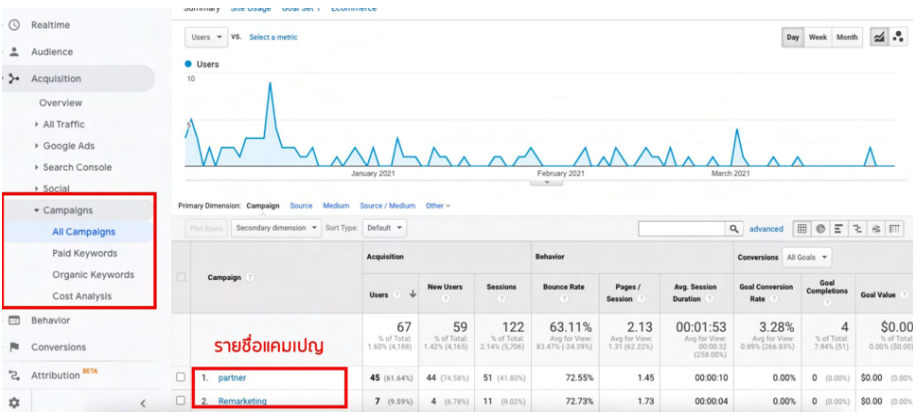 Summary Site Usage Goal Set 1 Ecommerce
Realtime
Audience
Acquisition
Overview
All Traffic
Google Ads
Search Console
Social
Campaigns
All Campaigns
Paid Keywords
Organic Keywords
Cost Analysis
Behavior
Conversions
Attribution BETA
Users VS. Select a metric
Day Week Month
Users
10
5
January 2021 February 2021 March 2021
Primary Dimension: Campaign Source Medium Source / Medium Other
Plot Rows Secondary dimension Sort Type: Default advanced
Campaign
Acquisition Behavior Conversions All Goals
Users New Users Sessions Bounce Rate Pages / Session Avg. Session Duration Goal Conversion Rate Goal Completions Goal Value
67 59 122 63.11% 2.13 00:01:53 3.28% 4 $0.00
% of Total: % of Total: % of Total: Avg for View: Avg for View: Avg for View: Avg for View: % of Total: % of Total:
1.60% (4,188) 1.42% (4,165) 2.14% (5,706) 83.47% (-24.39%) 1.31 (62.22%) 00:00:32 0.89% (266.83%) 7.84% (51) 0.00% ($0.00)
(258.00%)
รายชื่อแคมเปญ
1. partner 45 (61.64%) 44 (74.58%) 51 (41.80%) 72.55% 1.45 00:00:10 0.00% 0 (0.00%) $0.00 (0.00%)
2. Remarketing 7 (9.59%) 4 (6.78%) 11 (9.02%) 72.73% 1.73 00:00:04 0.00% 0 (0.00%) $0.00 (0.00%)